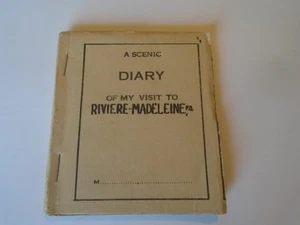 A SCENIC
DIARY
OF MY VISIT TO
RIVIERE-MADELEINE, P.Q.
M..............................